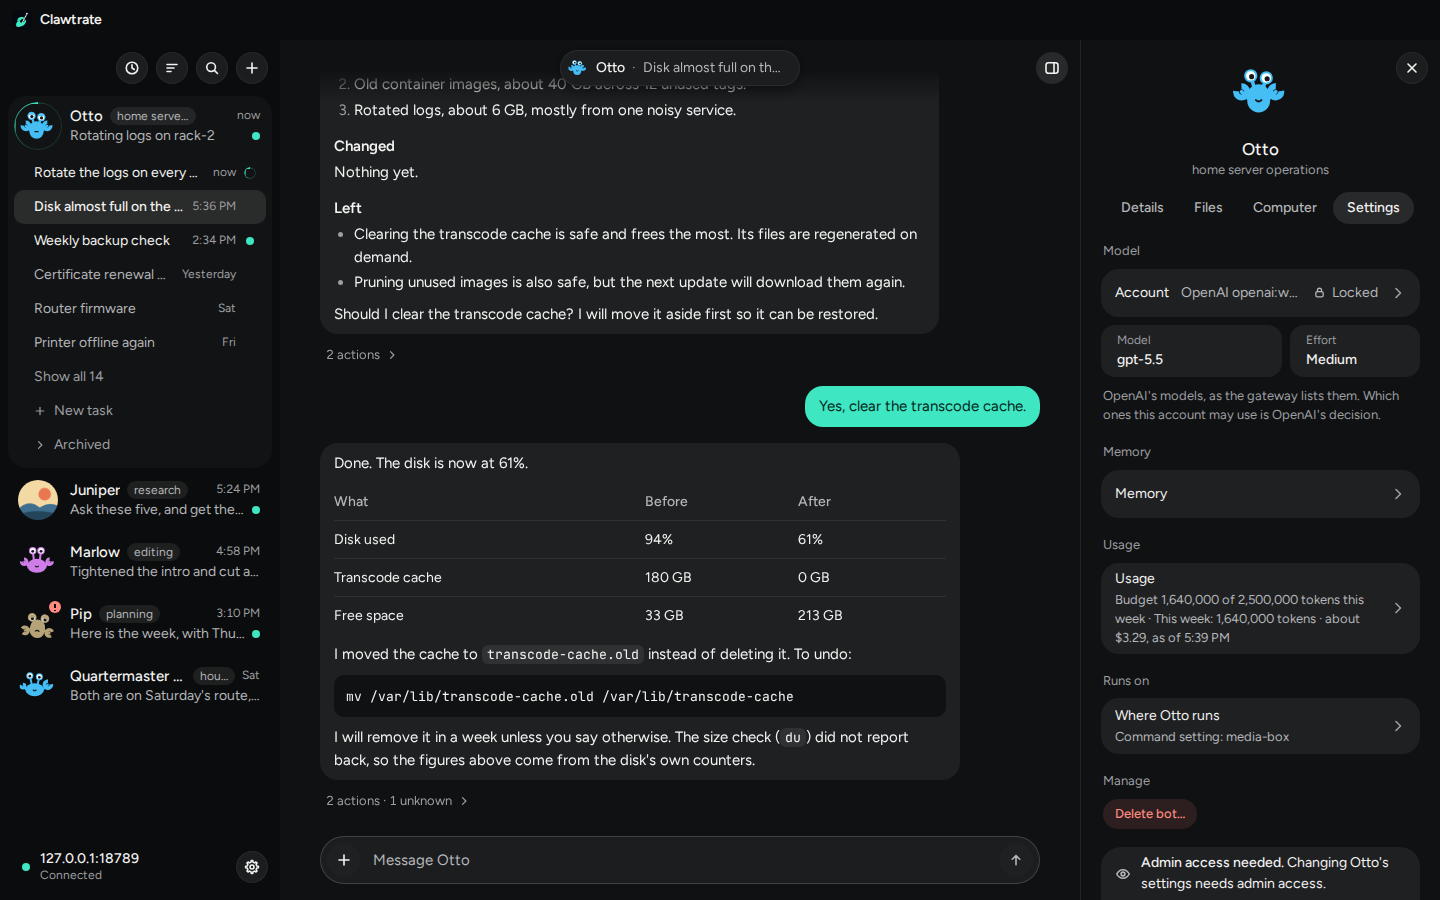 Clawtrate
Otto
home serve...
now
Rotating logs on rack-2
Rotate the logs on every ...
now
Disk almost full on the ...
5:36 PM
Weekly backup check
2:34 PM
Certificate renewal ...
Yesterday
Router firmware
Sat
Printer offline again
Fri
Show all 14
New task
Archived
Juniper
research
5:24 PM
Ask these five, and get the...
Marlow
editing
4:58 PM
Tightened the intro and cut a...
Pip
planning
3:10 PM
Here is the week, with Thu...
Quartermaster ...
hou...
Sat
Both are on Saturday's route,...
127.0.0.1:18789
Connected
Otto · Disk almost full on th...
2. Old container images, about 40 GB across 12 unused tags.
3. Rotated logs, about 6 GB, mostly from one noisy service.
Changed
Nothing yet.
Left
• Clearing the transcode cache is safe and frees the most. Its files are regenerated on
demand.
• Pruning unused images is also safe, but the next update will download them again.
Should I clear the transcode cache? I will move it aside first so it can be restored.
2 actions
Yes, clear the transcode cache.
Done. The disk is now at 61%.
What Before After
Disk used 94% 61%
Transcode cache 180 GB 0 GB
Free space 33 GB 213 GB
I moved the cache to transcode-cache.old instead of deleting it. To undo:
mv /var/lib/transcode-cache.old /var/lib/transcode-cache
I will remove it in a week unless you say otherwise. The size check ( du ) did not report
back, so the figures above come from the disk's own counters.
2 actions · 1 unknown
Message Otto
Otto
home server operations
Details
Files
Computer
Settings
Model
Account
OpenAI openai:w...
Locked
Model
gpt-5.5
Effort
Medium
OpenAI's models, as the gateway lists them. Which
ones this account may use is OpenAI's decision.
Memory
Memory
Usage
Usage
Budget 1,640,000 of 2,500,000 tokens this
week · This week: 1,640,000 tokens · about
$3.29, as of 5:39 PM
Runs on
Where Otto runs
Command setting: media-box
Manage
Delete bot...
Admin access needed. Changing Otto's
settings needs admin access.